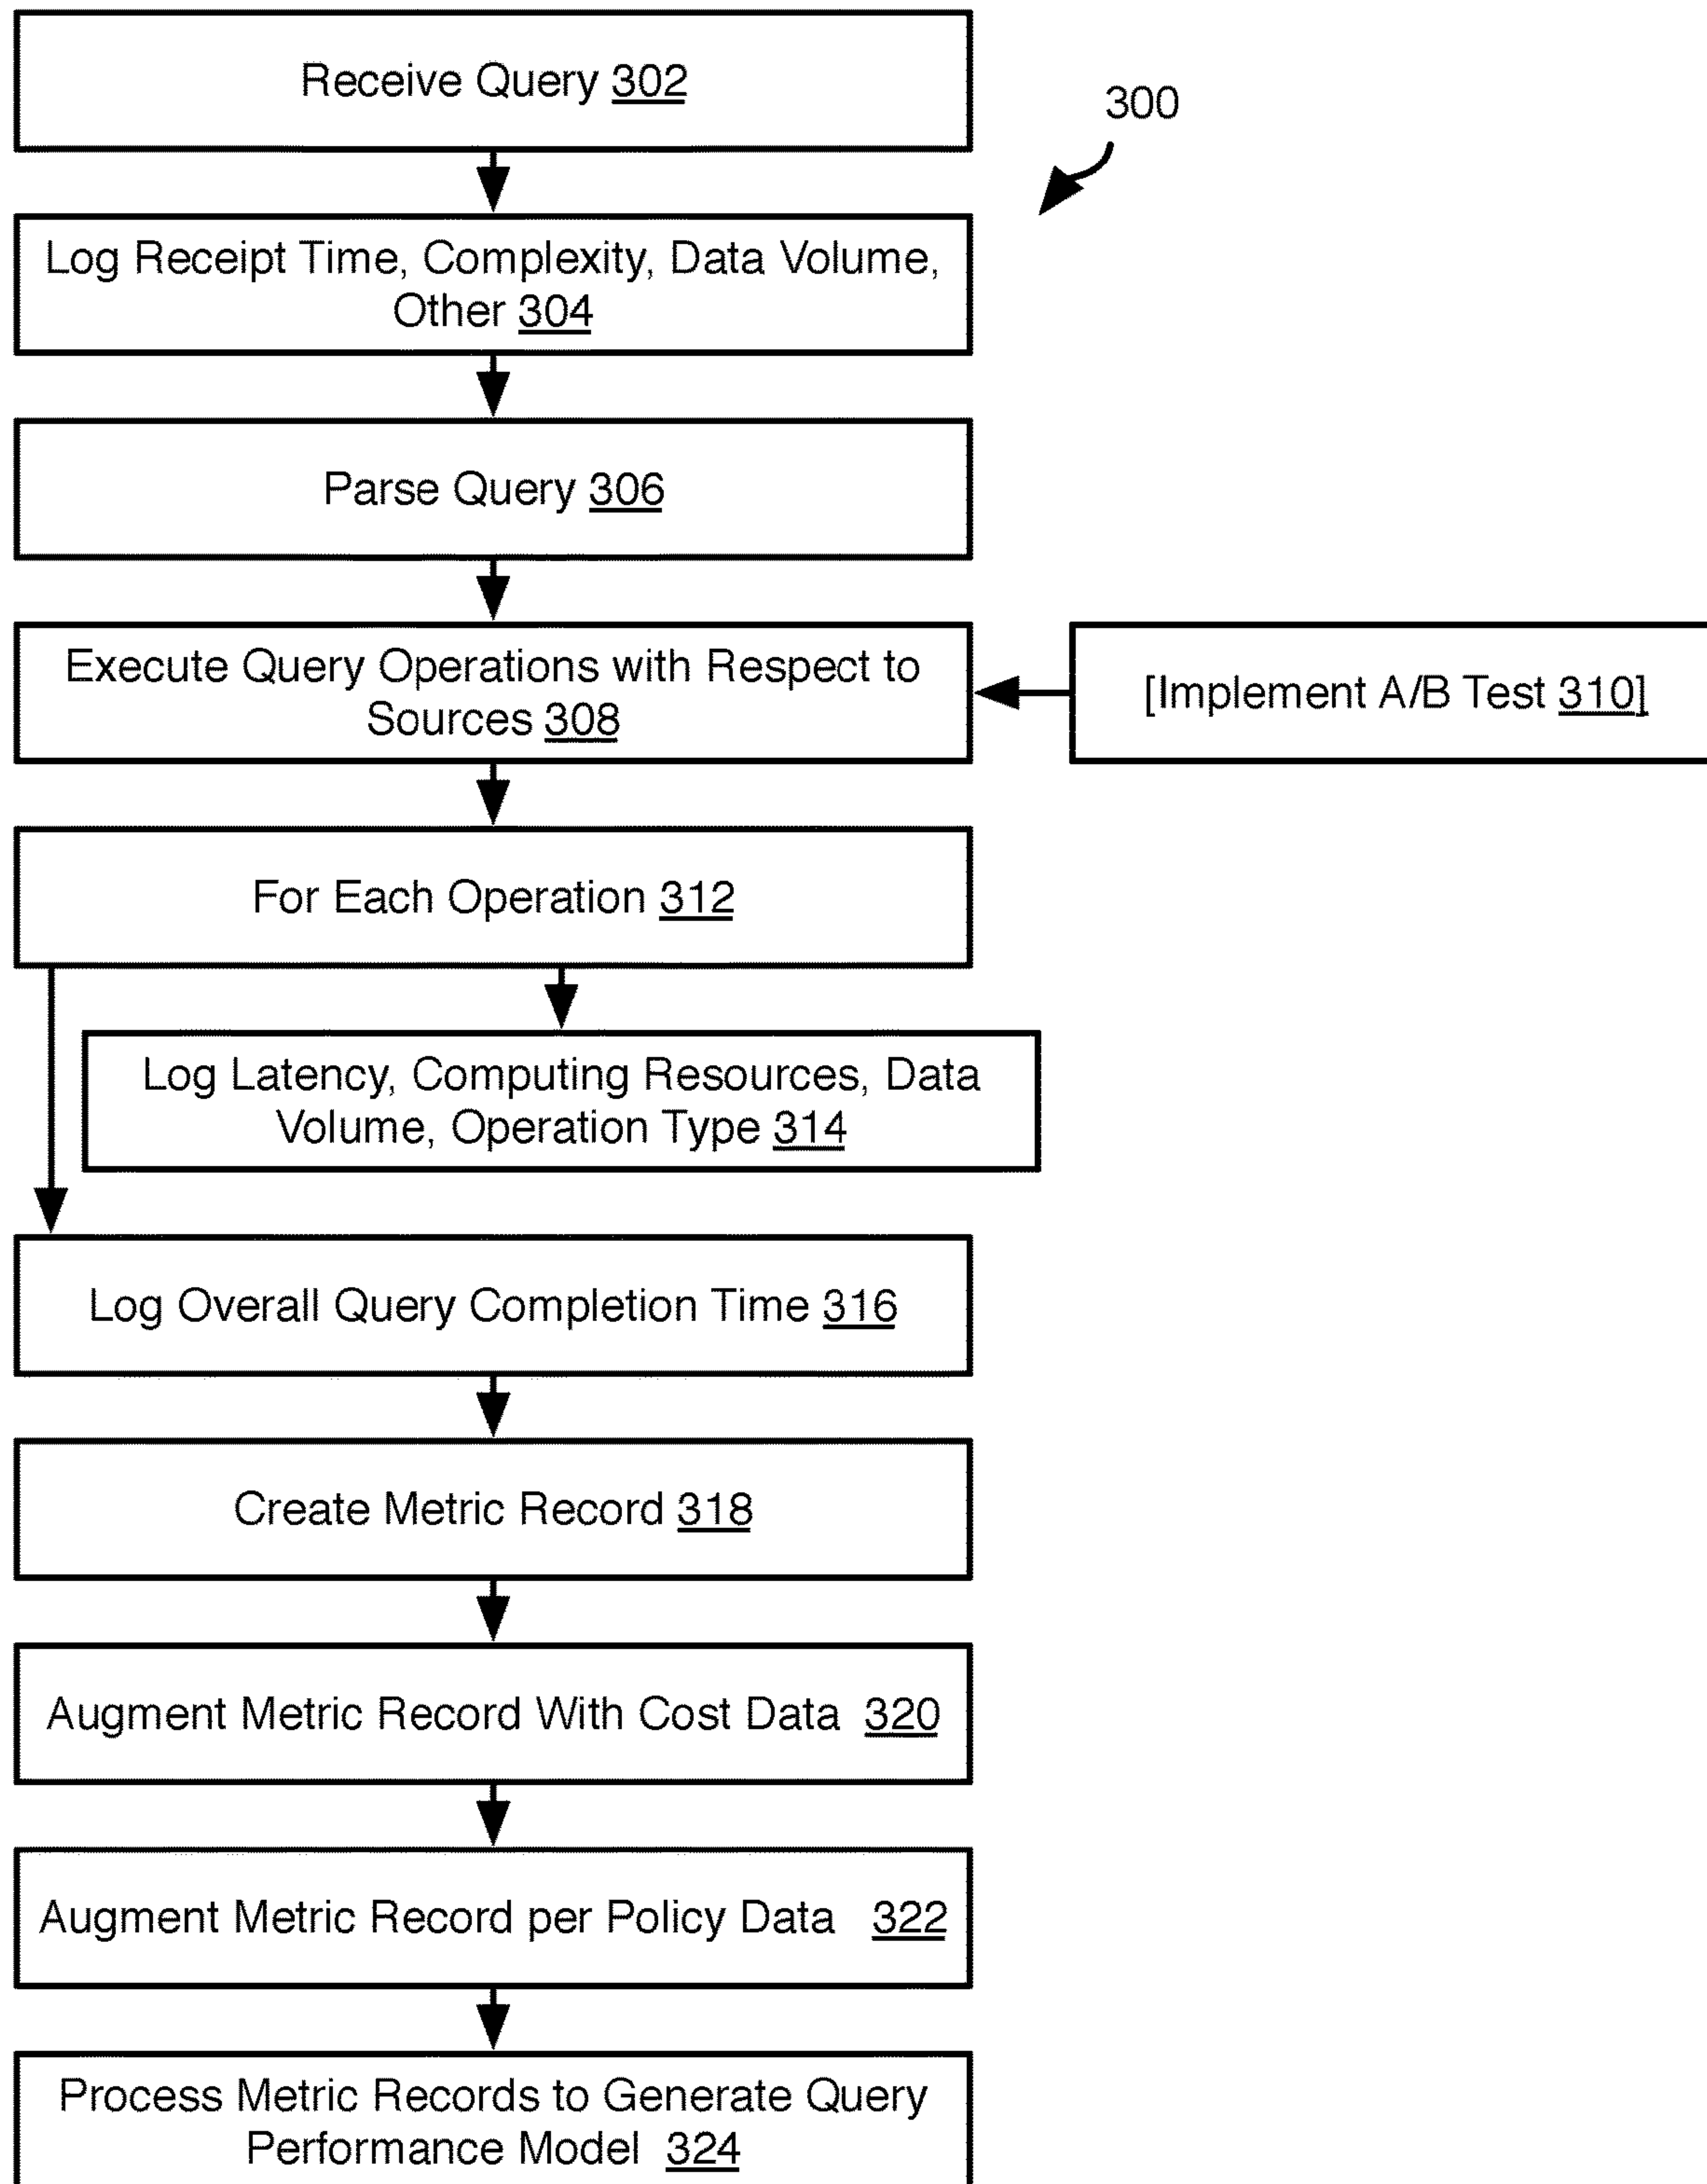 Receive Query 302
300
Log Receipt Time, Complexity, Data Volume,
Other 304
Parse Query 306
Execute Query Operations with Respect to
Sources 308
[Implement A/B Test 310]
For Each Operation 312
Log Latency, Computing Resources, Data
Volume, Operation Type 314
Log Overall Query Completion Time 316
Create Metric Record 318
Augment Metric Record With Cost Data 320
Augment Metric Record per Policy Data 322
Process Metric Records to Generate Query
Performance Model 324